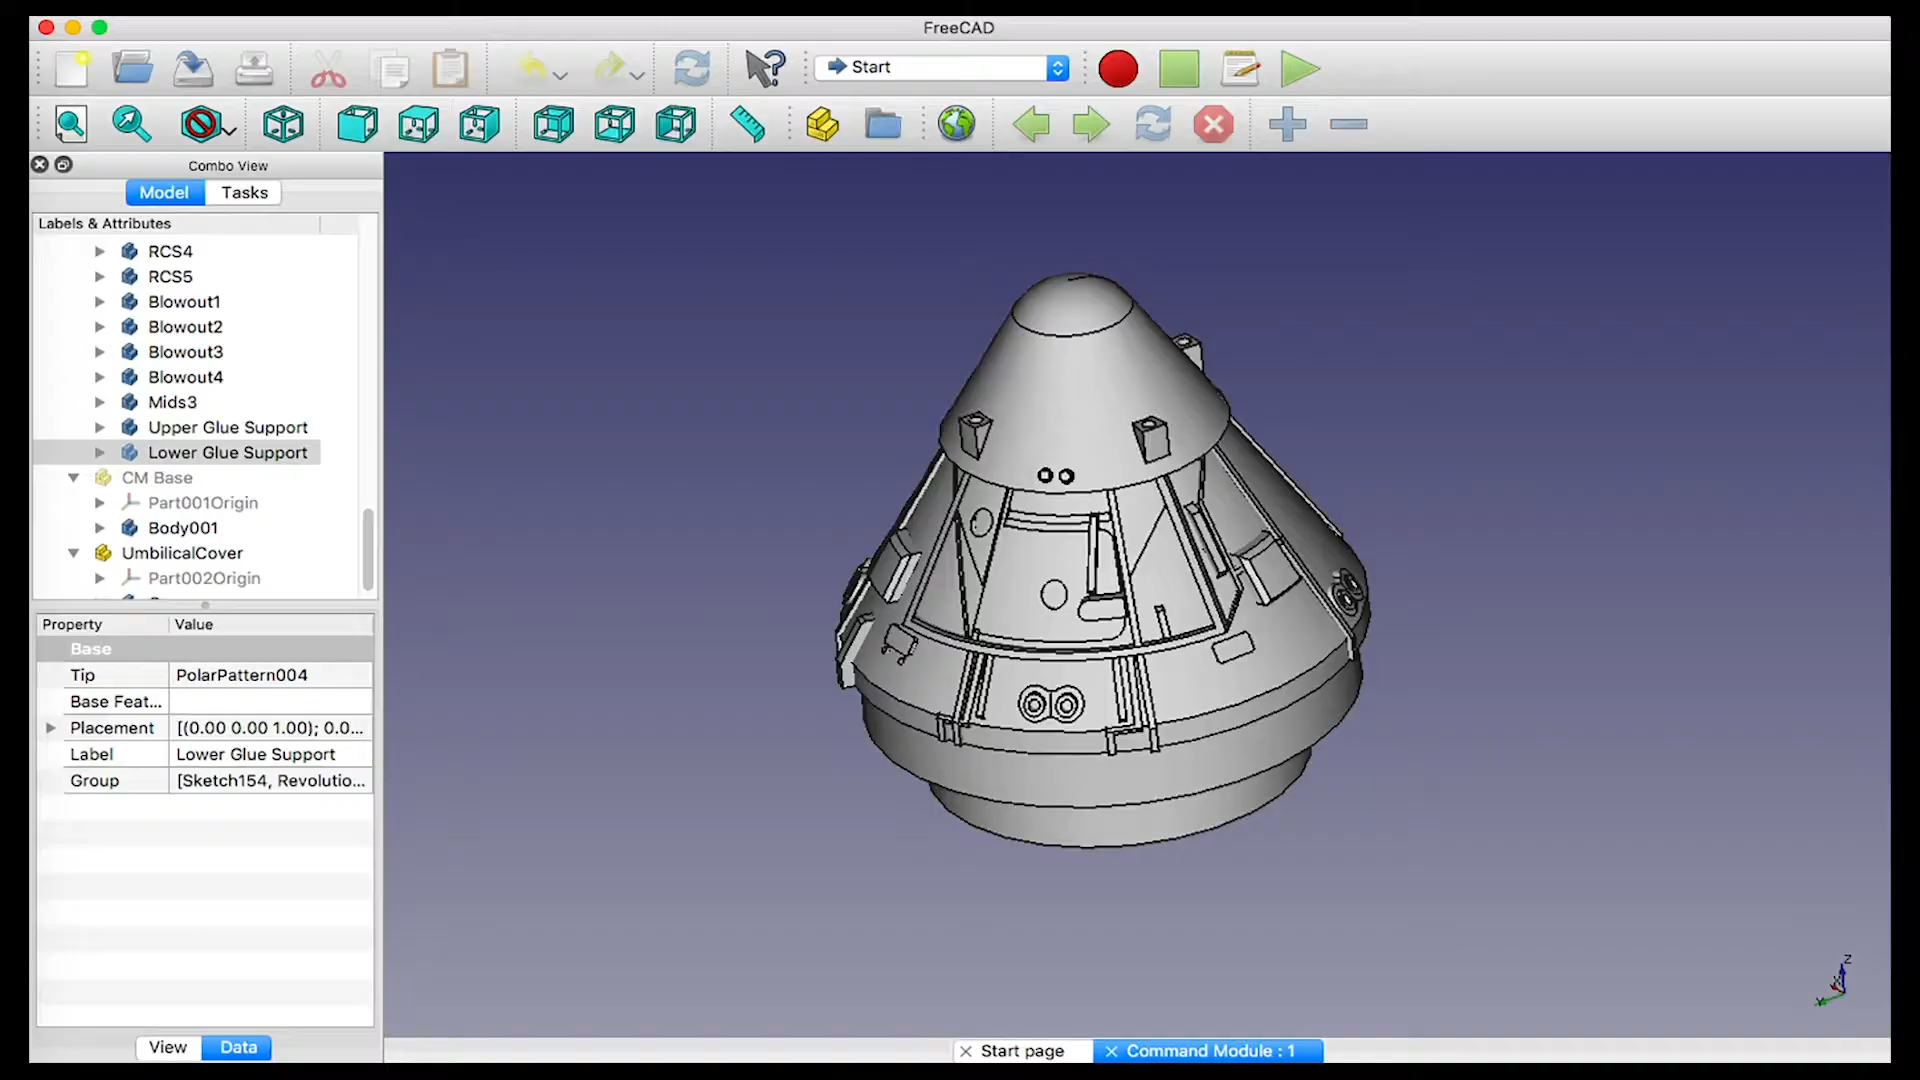 FreeCAD
Start
Combo View
Model Tasks
Labels & Attributes
RCS4
RCS5
Blowout1
Blowout2
Blowout3
Blowout4
Mids3
Upper Glue Support
Lower Glue Support
CM Base
Part001Origin
Body001
UmbilicalCover
Part002Origin
Property Value
Base
Tip PolarPattern004
Base Feat...
Placement [(0.00 0.00 1.00); 0.0...
Label Lower Glue Support
Group [Sketch154, Revolutio...
View Data
Start page
Command Module : 1
Z
X
Y